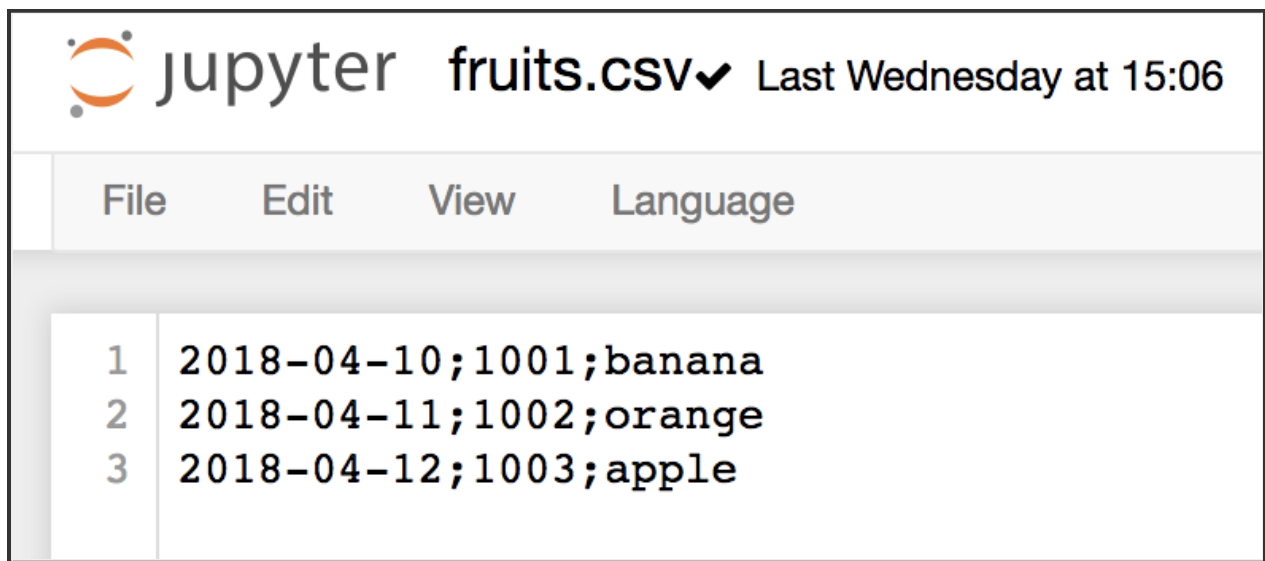 jupyter fruits.csv✔ Last Wednesday at 15:06
File Edit View Language
1 2018-04-10;1001;banana
2 2018-04-11;1002;orange
3 2018-04-12;1003;apple